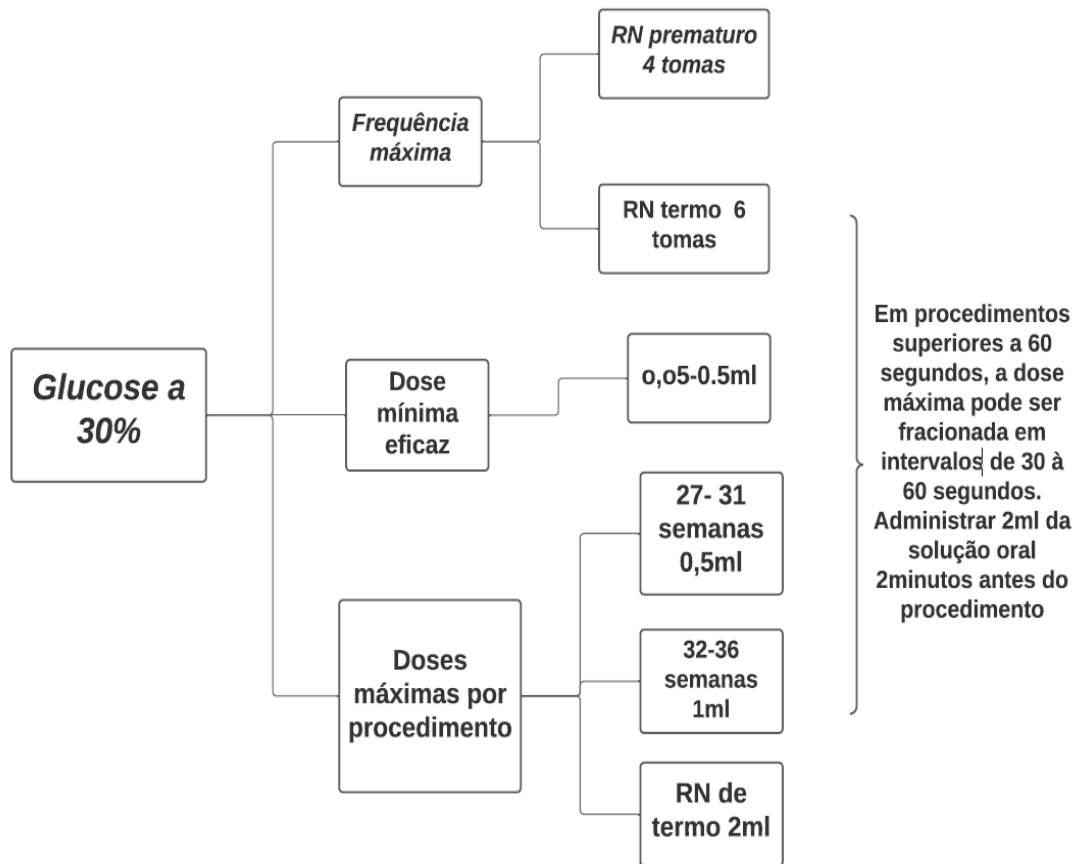 Glucose a
30%
Frequência
máxima
RN prematuro
4 tomas
RN termo  6
tomas
Dose
mínima
eficaz
o,o5-0.5ml
Doses
máximas por
procedimento
27- 31
semanas
0,5ml
32-36
semanas
1ml
RN de
termo 2ml
Em procedimentos
superiores a 60
segundos, a dose
máxima pode ser
fracionada em
intervalos de 30 à
60 segundos.
Administrar 2ml da
solução oral
2minutos antes do
procedimento